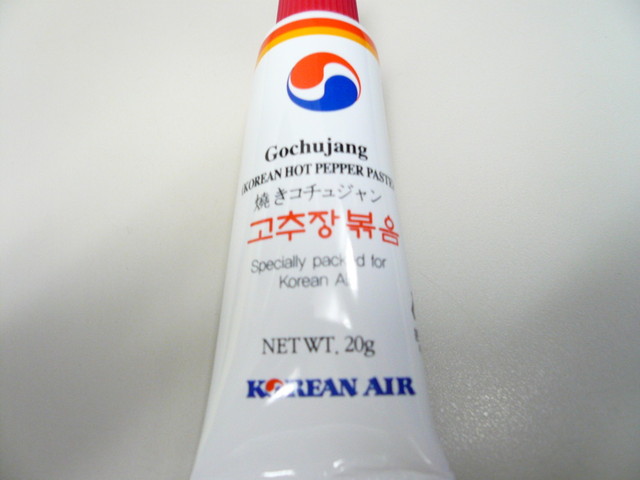 Gochujang
(KOREAN HOT PEPPER PASTE)
燒きコチュジャン
고추장볶음
Specially packed for
Korean
NET WT, 20g
KOREAN AIR